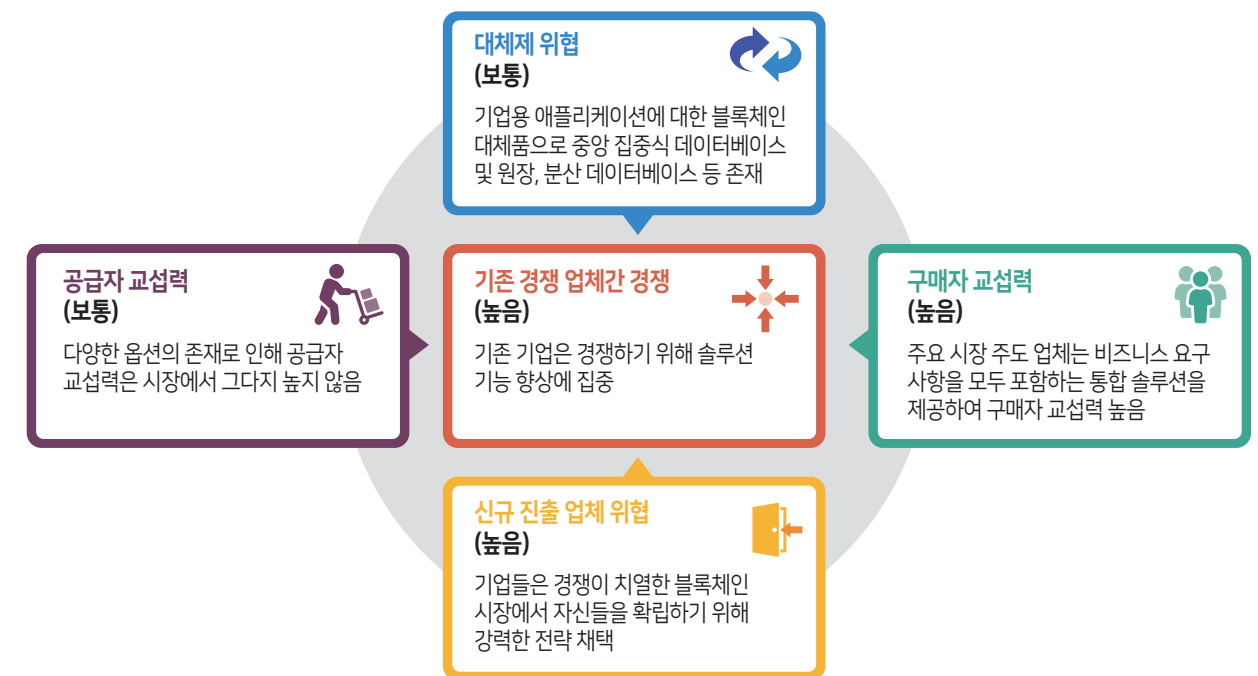 대체제 위협
(보통)
기업용 애플리케이션에 대한 블록체인
대체품으로 중앙 집중식 데이터베이스
및 원장, 분산 데이터베이스 등 존재
공급자 교섭력
(보통)
다양한 옵션의 존재로 인해 공급자
교섭력은 시장에서 그다지 높지 않음
기존 경쟁 업체간 경쟁
(높음)
기존 기업은 경쟁하기 위해 솔루션
기능 향상에 집중
구매자 교섭력
(높음)
주요 시장 주도 업체는 비즈니스 요구
사항을 모두 포함하는 통합 솔루션을
제공하여 구매자 교섭력 높음
신규 진출 업체 위협
(높음)
기업들은 경쟁이 치열한 블록체인
시장에서 자신들을 확립하기 위해
강력한 전략 채택